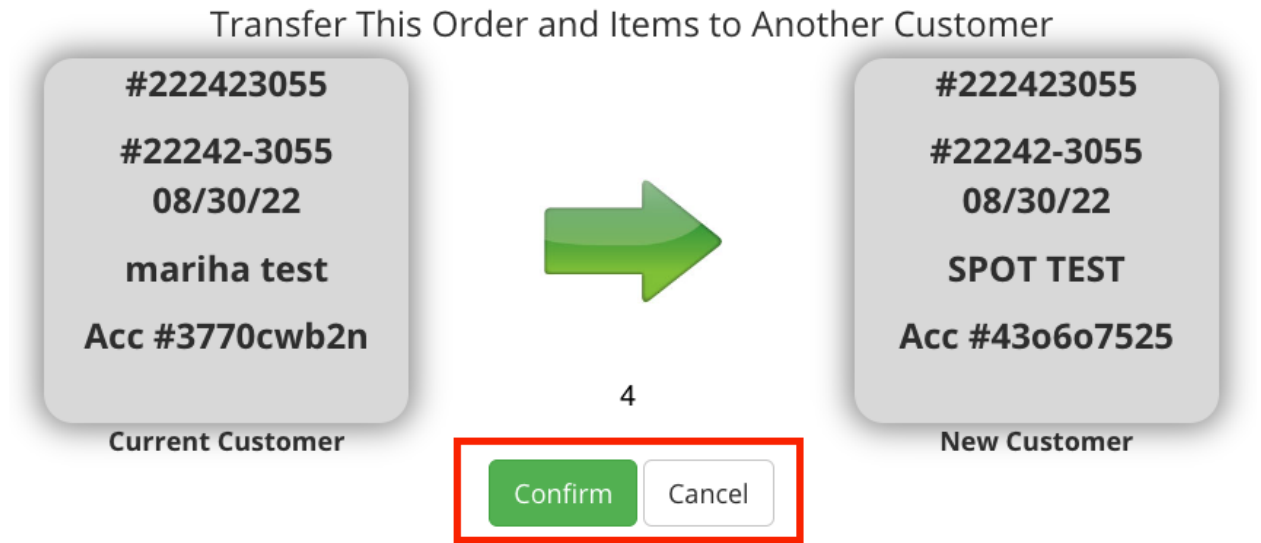 Transfer This Order and Items to Another Customer
#222423055
#22242-3055
08/30/22
mariha test
Acc #3770cwb2n
Current Customer
4
Confirm
Cancel
#222423055
#22242-3055
08/30/22
SPOT TEST
Acc #43o6o7525
New Customer